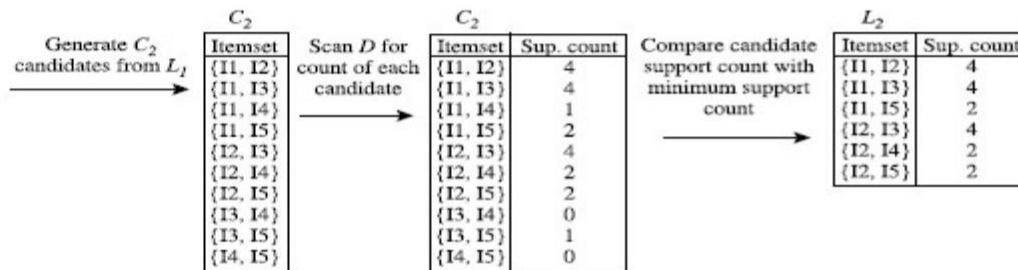 Generate C₂ candidates from L₁
C₂
Itemset
{I1, I2}
{I1, I3}
{I1, I4}
{I1, I5}
{I2, I3}
{I2, I4}
{I2, I5}
{I3, I4}
{I3, I5}
{I4, I5}
Scan D for
count of each
candidate
C₂
Itemset Sup. count
{I1, I2} 4
{I1, I3} 4
{I1, I4} 1
{I1, I5} 2
{I2, I3} 4
{I2, I4} 2
{I2, I5} 2
{I3, I4} 0
{I3, I5} 1
{I4, I5} 0
Compare candidate
support count with
minimum support
count
L₂
Itemset Sup. count
{I1, I2} 4
{I1, I3} 4
{I1, I5} 2
{I2, I3} 4
{I2, I4} 2
{I2, I5} 2